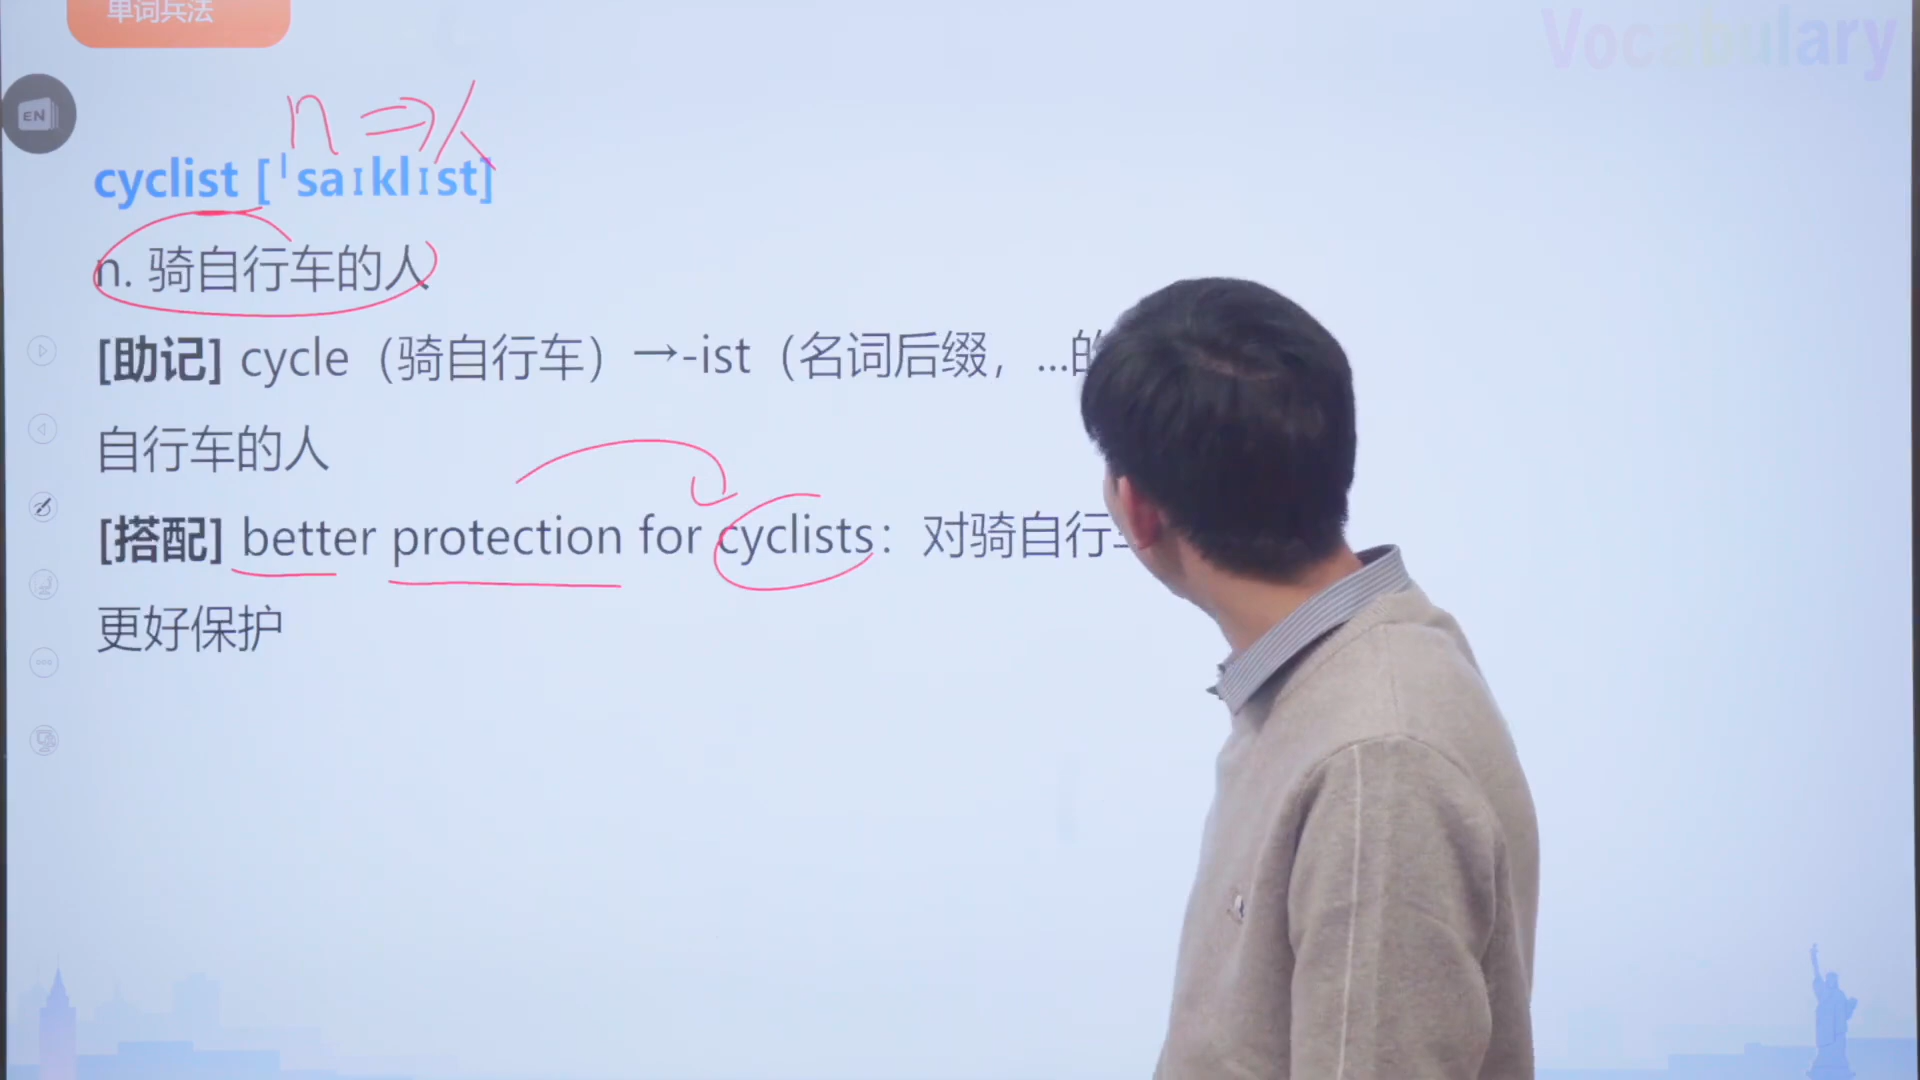 单词兵法
Vocabulary
EN
n ⇒人
cyclist [ˈsaɪklɪst]
n. 骑自行车的人
[助记] cycle（骑自行车）→-ist（名词后缀，...的
自行车的人
[搭配] better protection for cyclists：对骑自行
更好保护